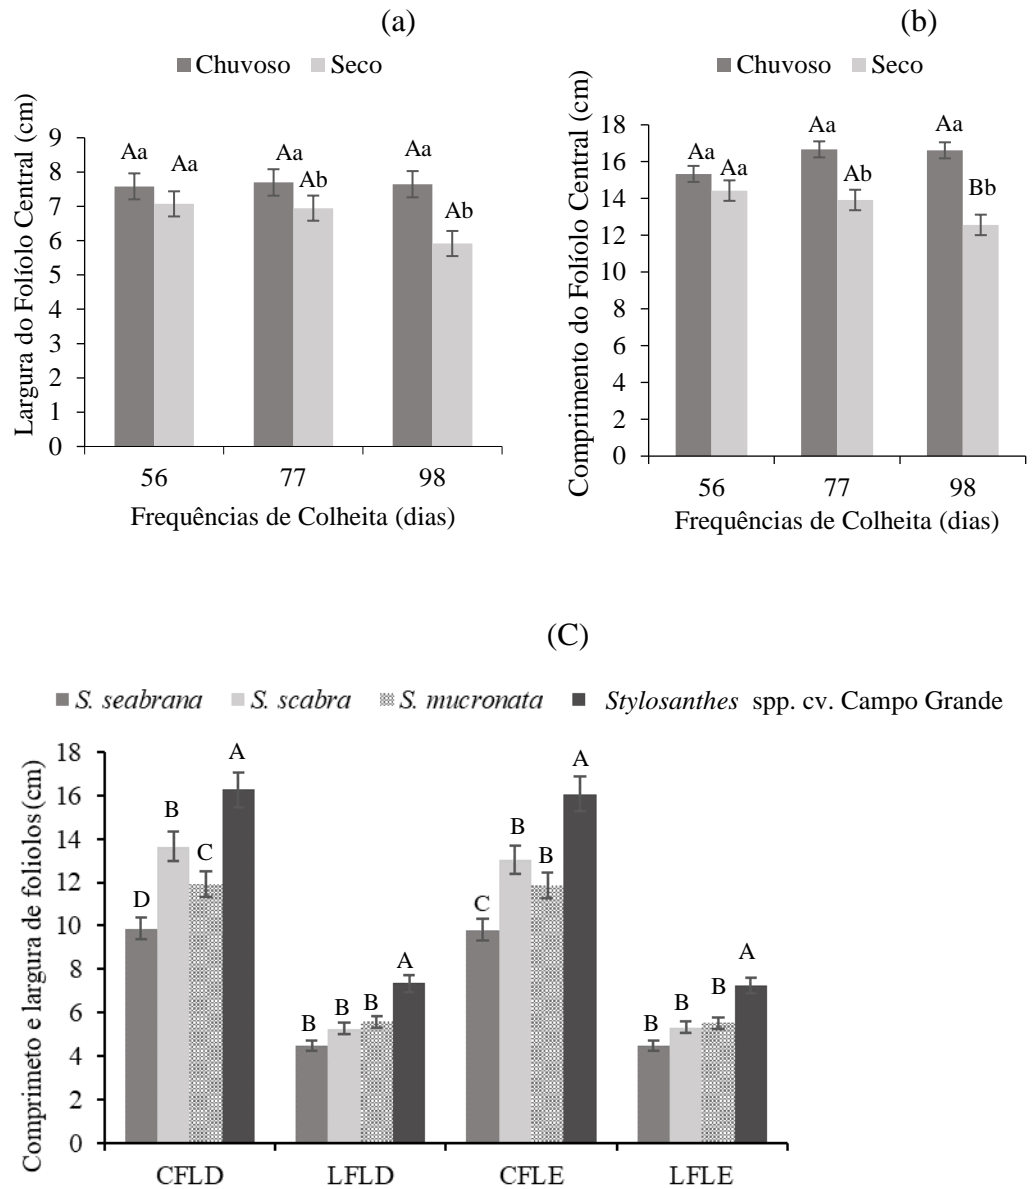 (a)
Chuvoso Seco
Largura do Folíolo Central (cm)
9
8
7
6
5
4
3
2
1
0
Aa Aa Aa Ab Aa Ab
56 77 98
Frequências de Colheita (dias)
(b)
Chuvoso Seco
Comprimento do Folíolo Central (cm)
18
16
14
12
10
8
6
4
2
0
Aa Aa Aa Ab Aa Bb
56 77 98
Frequências de Colheita (dias)
(C)
S. seabrana S. scabra S. mucronata Stylosanthes spp. cv. Campo Grande
Comprimeto e largura de foliolos (cm)
18
16
14
12
10
8
6
4
2
0
D B C A B B B A C B B A B B B A
CFLD LFLD CFLE LFLE